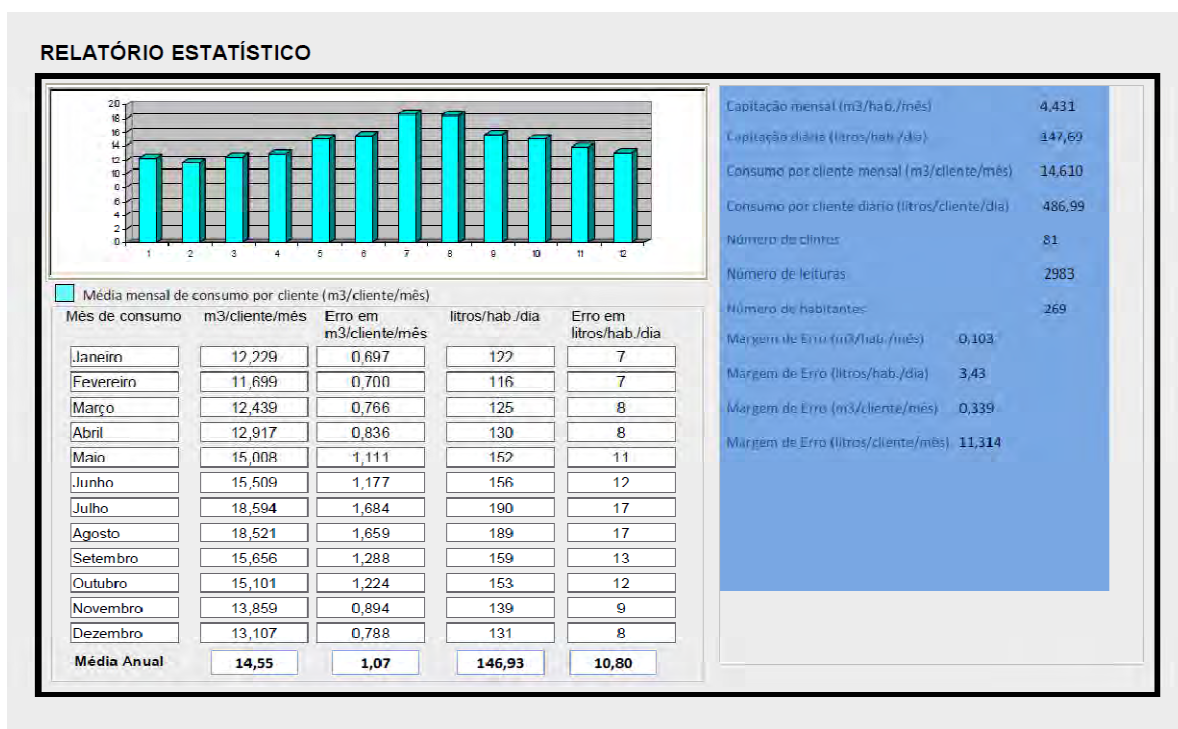 RELATÓRIO ESTATÍSTICO
20
18
16
14
12
10
8
6
4
2
0
1 2 3 4 5 6 7 8 9 10 11 12
Média mensal de consumo por cliente (m3/cliente/mês)
Mês de consumo m3/cliente/mês Erro em m3/cliente/mês litros/hab./dia Erro em litros/hab./dia
Janeiro 12,229 0,697 122 7
Fevereiro 11,699 0,700 116 7
Março 12,439 0,766 125 8
Abril 12,917 0,836 130 8
Maio 15,008 1,111 152 11
Junho 15,509 1,177 156 12
Julho 18,594 1,684 190 17
Agosto 18,521 1,659 189 17
Setembro 15,656 1,288 159 13
Outubro 15,101 1,224 153 12
Novembro 13,859 0,894 139 9
Dezembro 13,107 0,788 131 8
Média Anual 14,55 1,07 146,93 10,80
Capitação mensal (m3/hab./mês) 4,431
Capitação diária (litros/hab./dia) 147,69
Consumo por cliente mensal (m3/cliente/mês) 14,610
Consumo por cliente diário (litros/cliente/dia) 486,99
Número de clintes 81
Número de leituras 2983
Número de habitantes 269
Margem de Erro (m3/hab./mês) 0,103
Margem de Erro (litros/hab./dia) 3,43
Margem de Erro (m3/cliente/mês) 0,339
Margem de Erro (litros/cliente/mês) 11,314